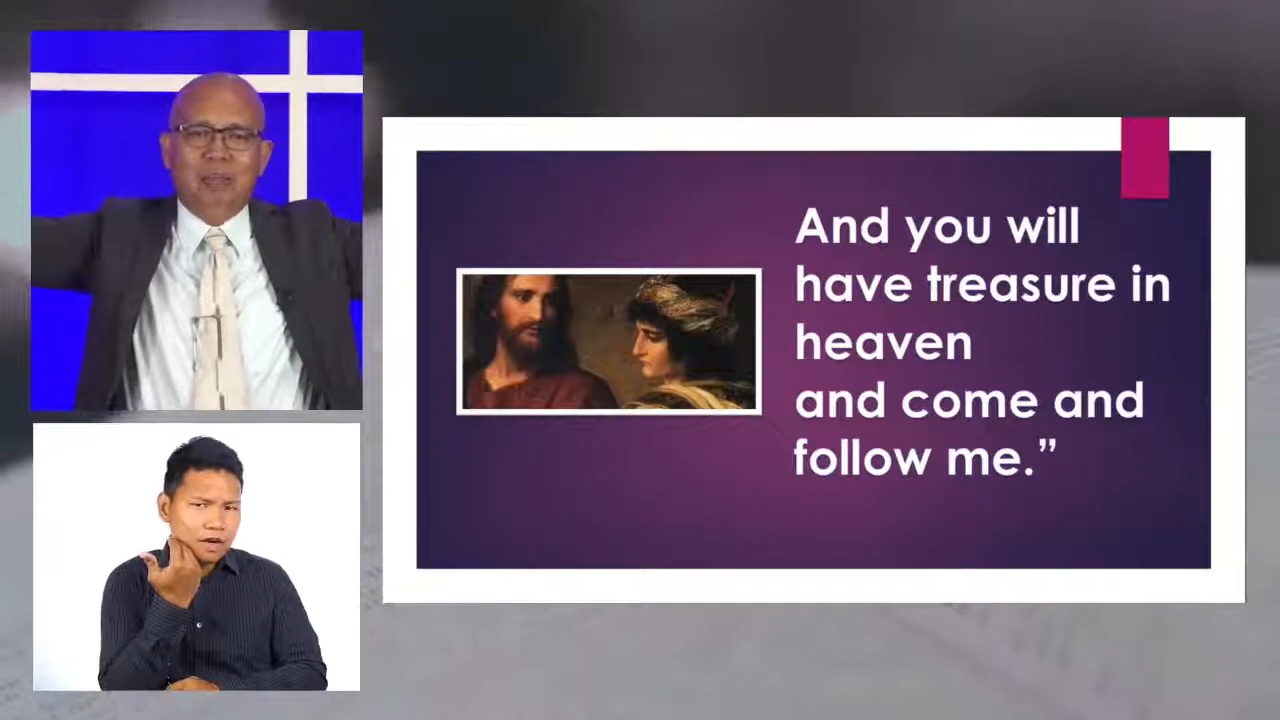 And you will
have treasure in
heaven
and come and
follow me.”